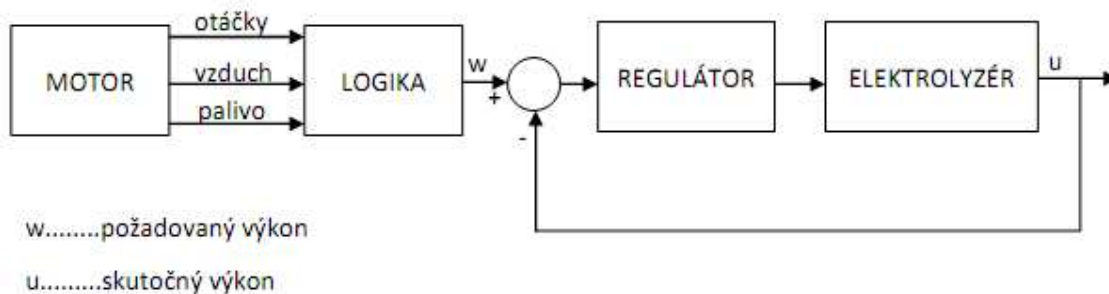 otáčky
MOTOR
vzduch
palivo
LOGIKA
w
+
-
REGULÁTOR
ELEKTROLYZÉR
u
w........požadovaný výkon
u.........skutočný výkon